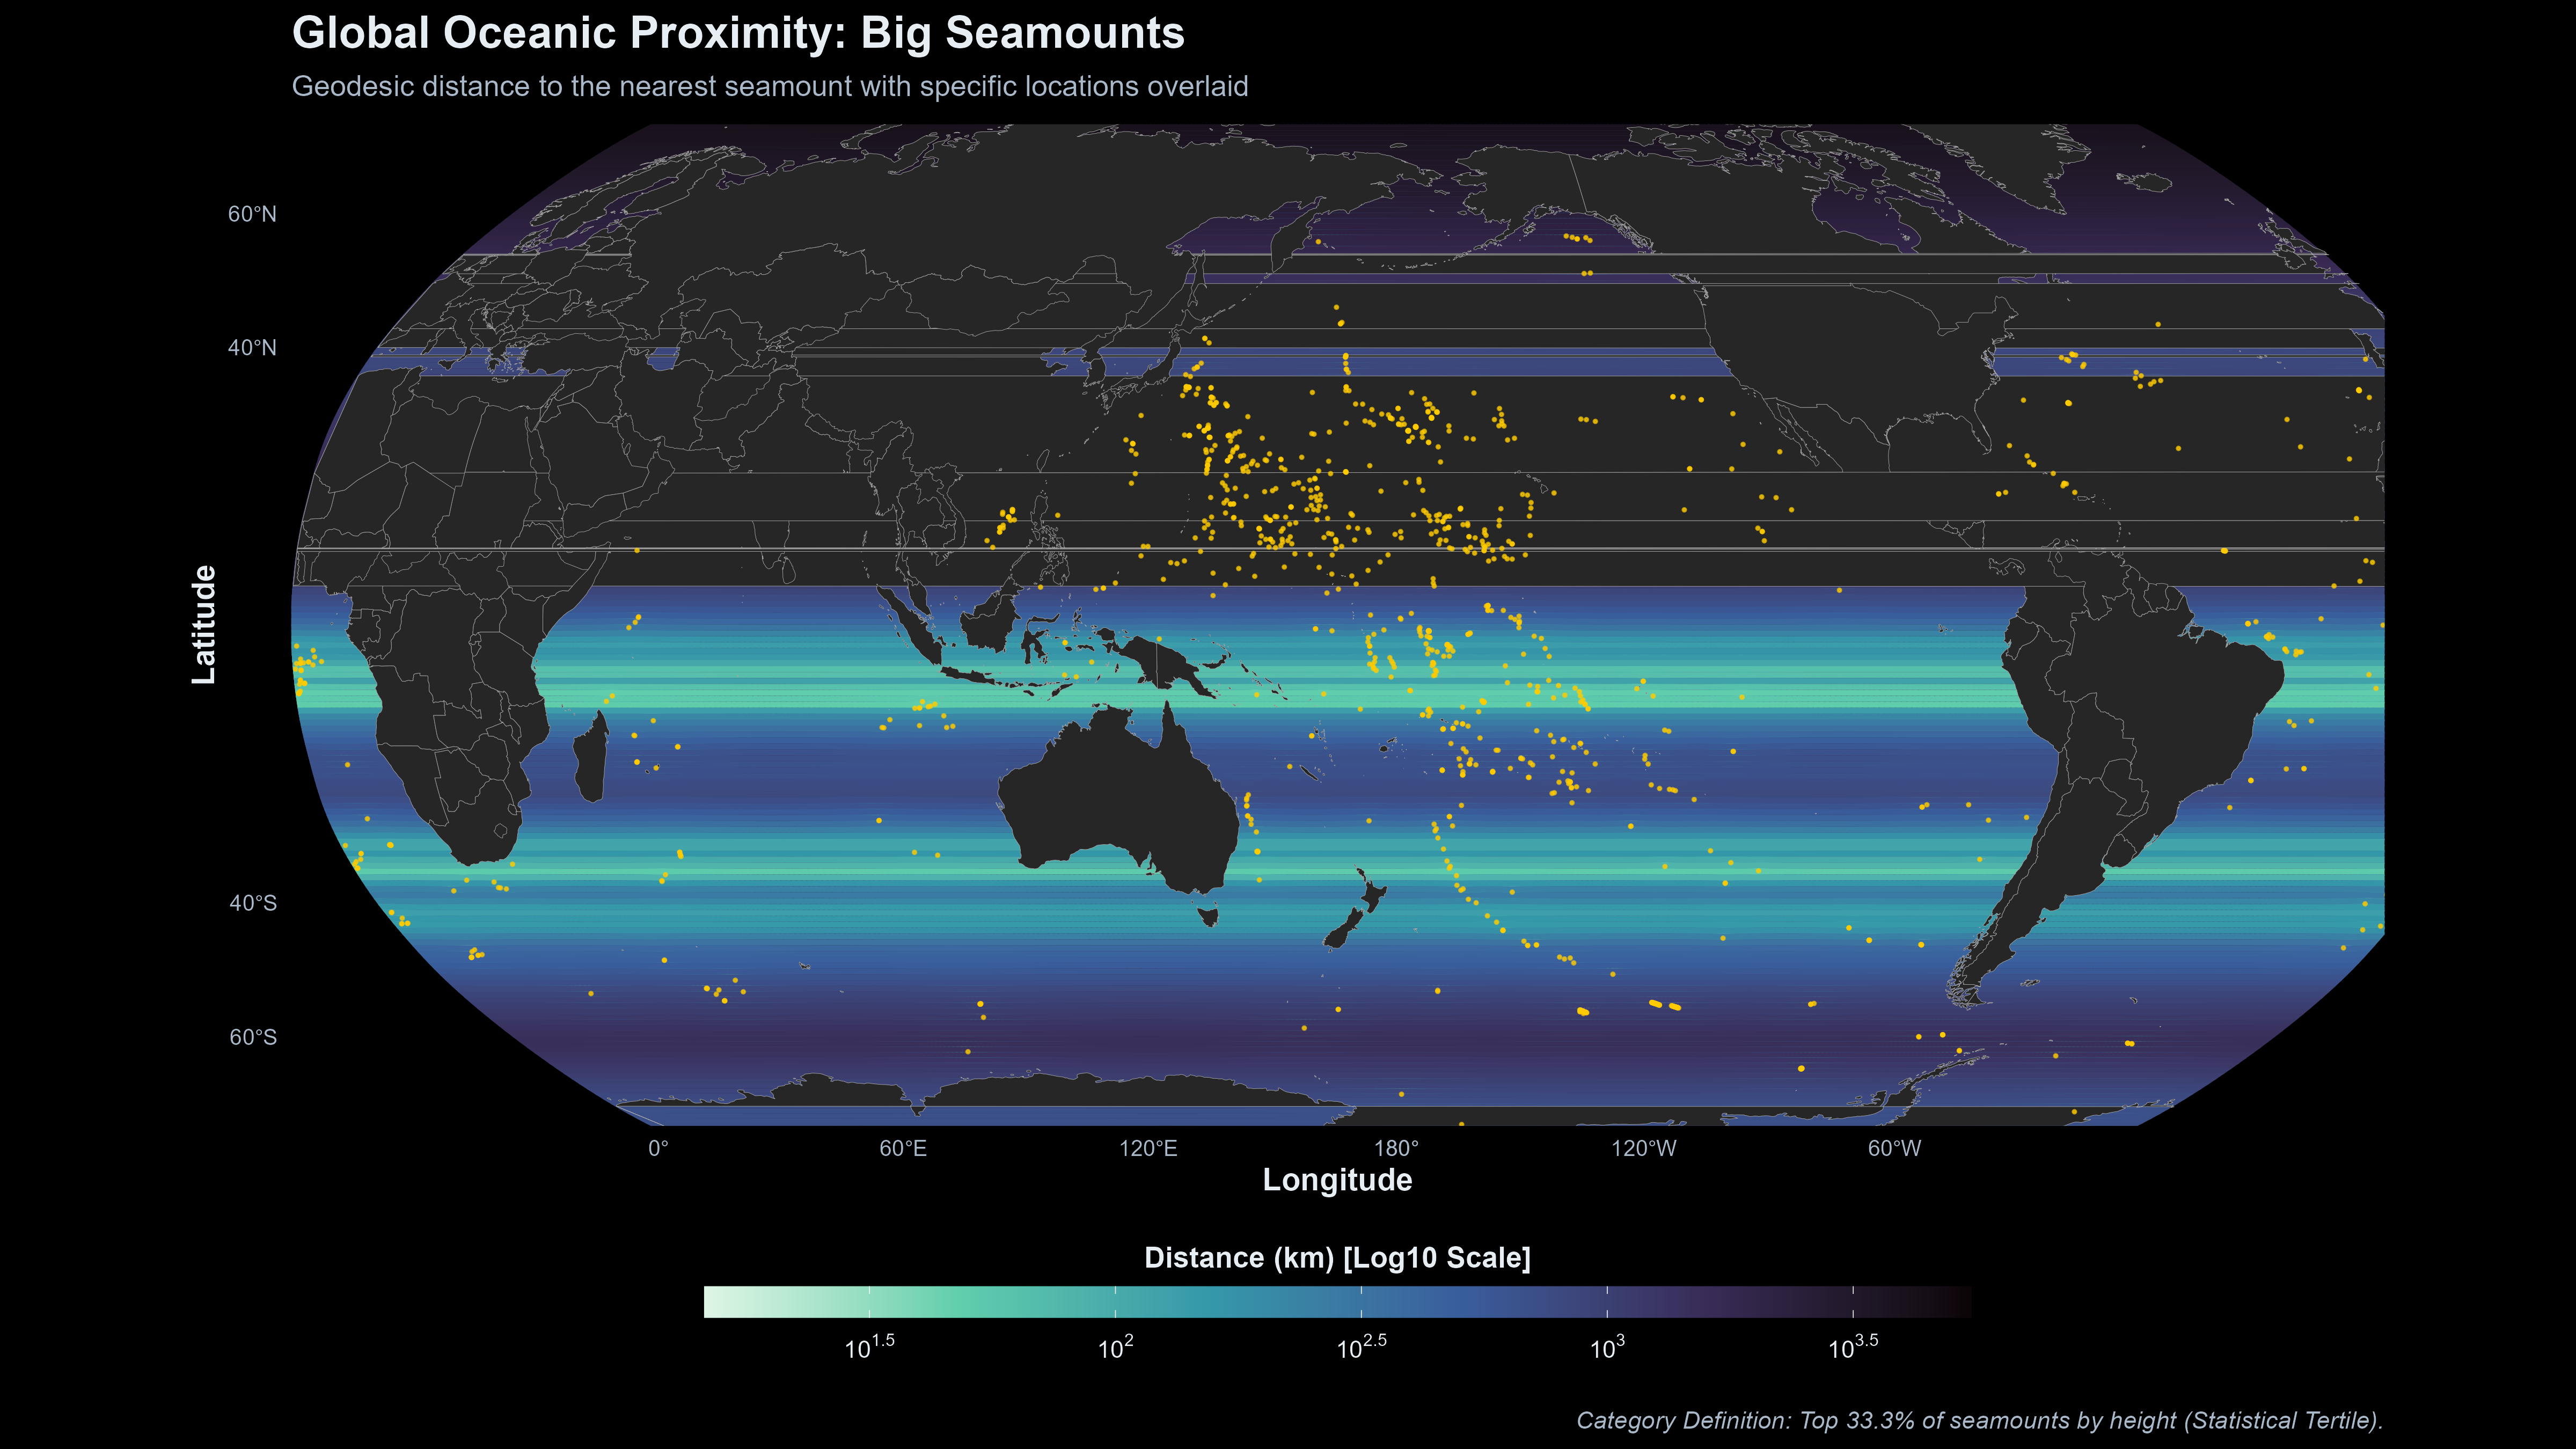 Global Oceanic Proximity: Big Seamounts
Geodesic distance to the nearest seamount with specific locations overlaid
60°N
40°N
Latitude
40°S
60°S
0°
60°E
120°E
180°
120°W
60°W
Longitude
Distance (km) [Log10 Scale]
10^1.5
10^2
10^2.5
10^3
10^3.5
Category Definition: Top 33.3% of seamounts by height (Statistical Tertile).